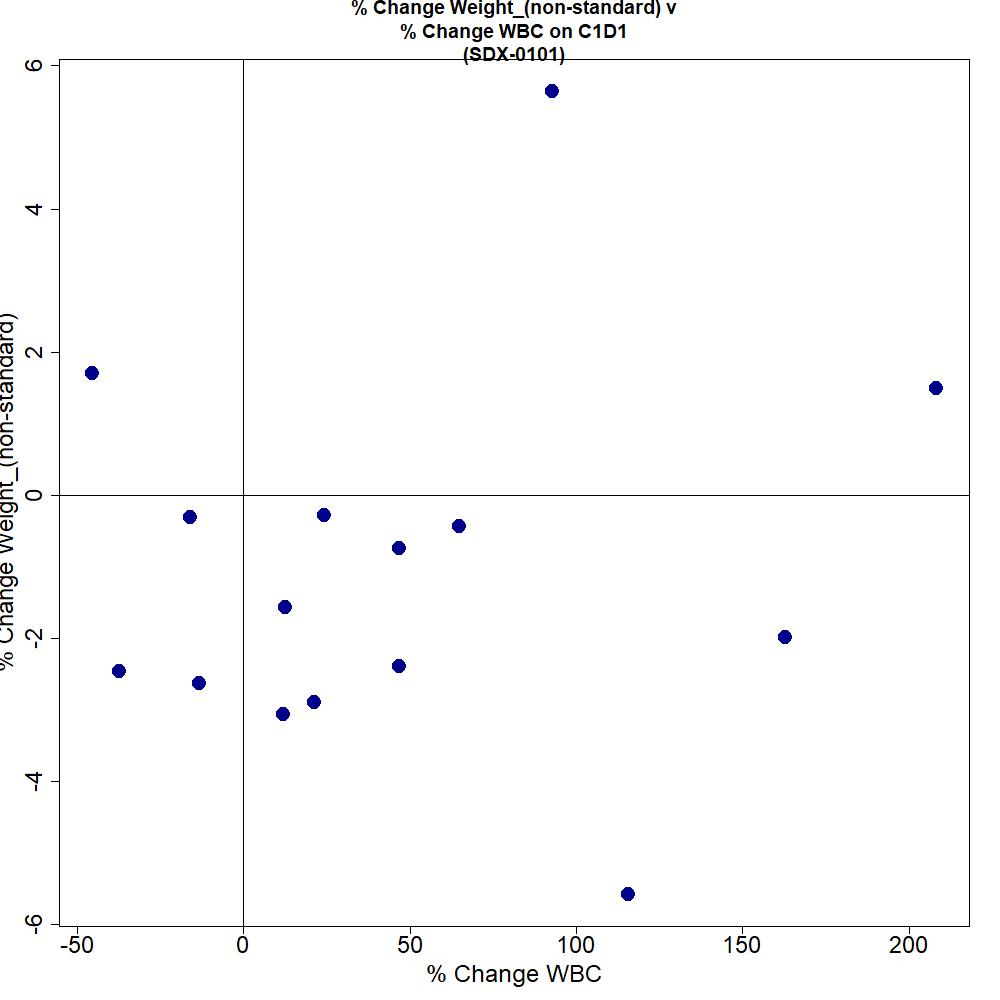 % Change Weight_(non-standard) v
% Change WBC on C1D1
(SDX-0101)
6
4
2
0
-2
-4
-6
% Change Weight_(non-standard)
-50
0
50
100
150
200
% Change WBC